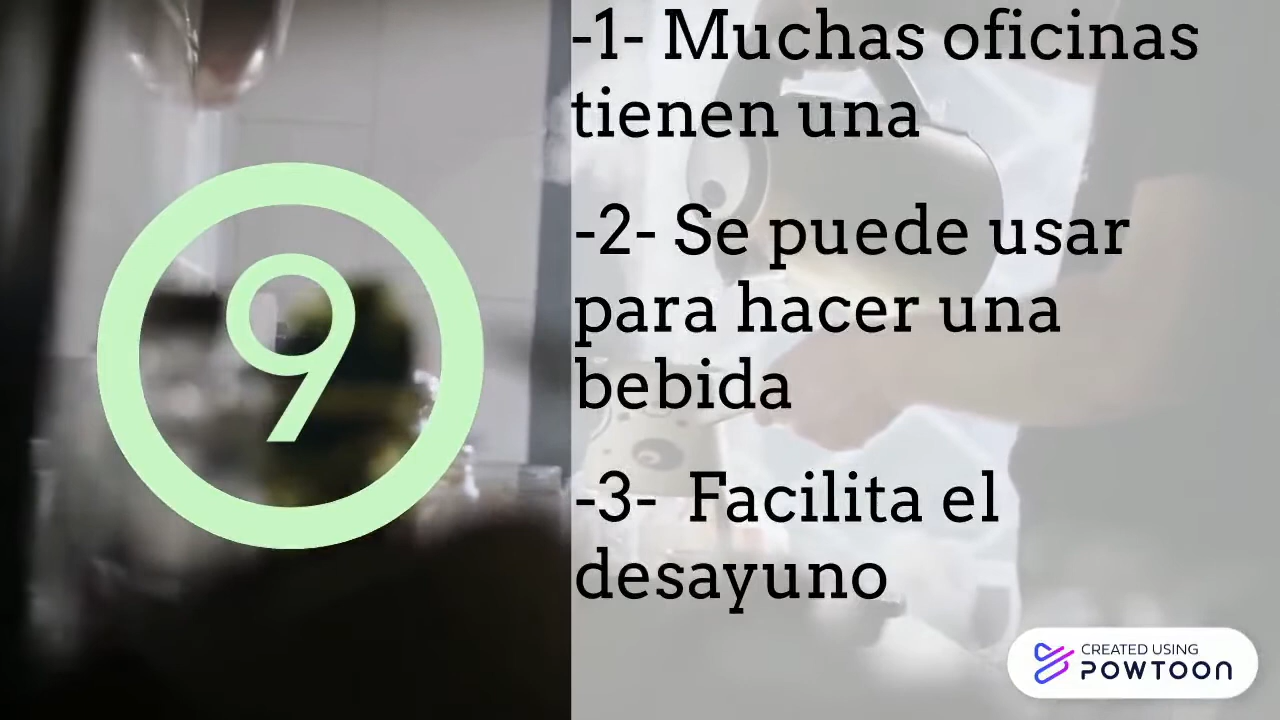 9
-1- Muchas oficinas
tienen una
-2- Se puede usar
para hacer una
bebida
-3- Facilita el
desayuno
CREATED USING
POWTOON